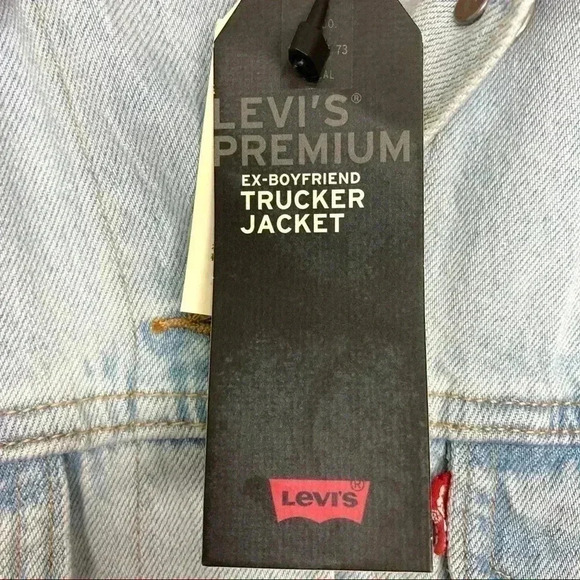 LEVI'S®
PREMIUM
EX-BOYFRIEND
TRUCKER
JACKET
Levi's®